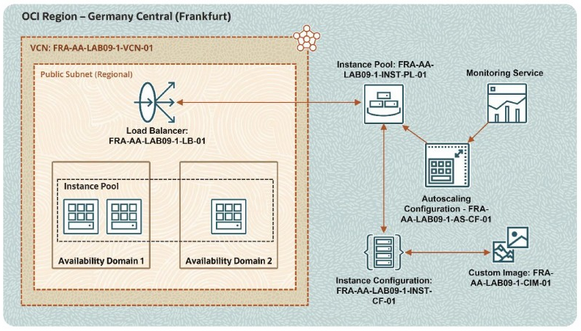 OCI Region – Germany Central (Frankfurt)
VCN: FRA-AA-LAB09-1-VCN-01
Public Subnet (Regional)
Load Balancer:
FRA-AA-LAB09-1-LB-01
Instance Pool
Availability Domain 1
Availability Domain 2
Instance Pool: FRA-AA-
LAB09-1-INST-PL-01
Monitoring Service
Autoscaling
Configuration - FRA-
AA-LAB09-1-AS-CF-01
Instance Configuration:
FRA-AA-LAB09-1-INST-
CF-01
Custom Image: FRA-
AA-LAB09-1-CIM-01